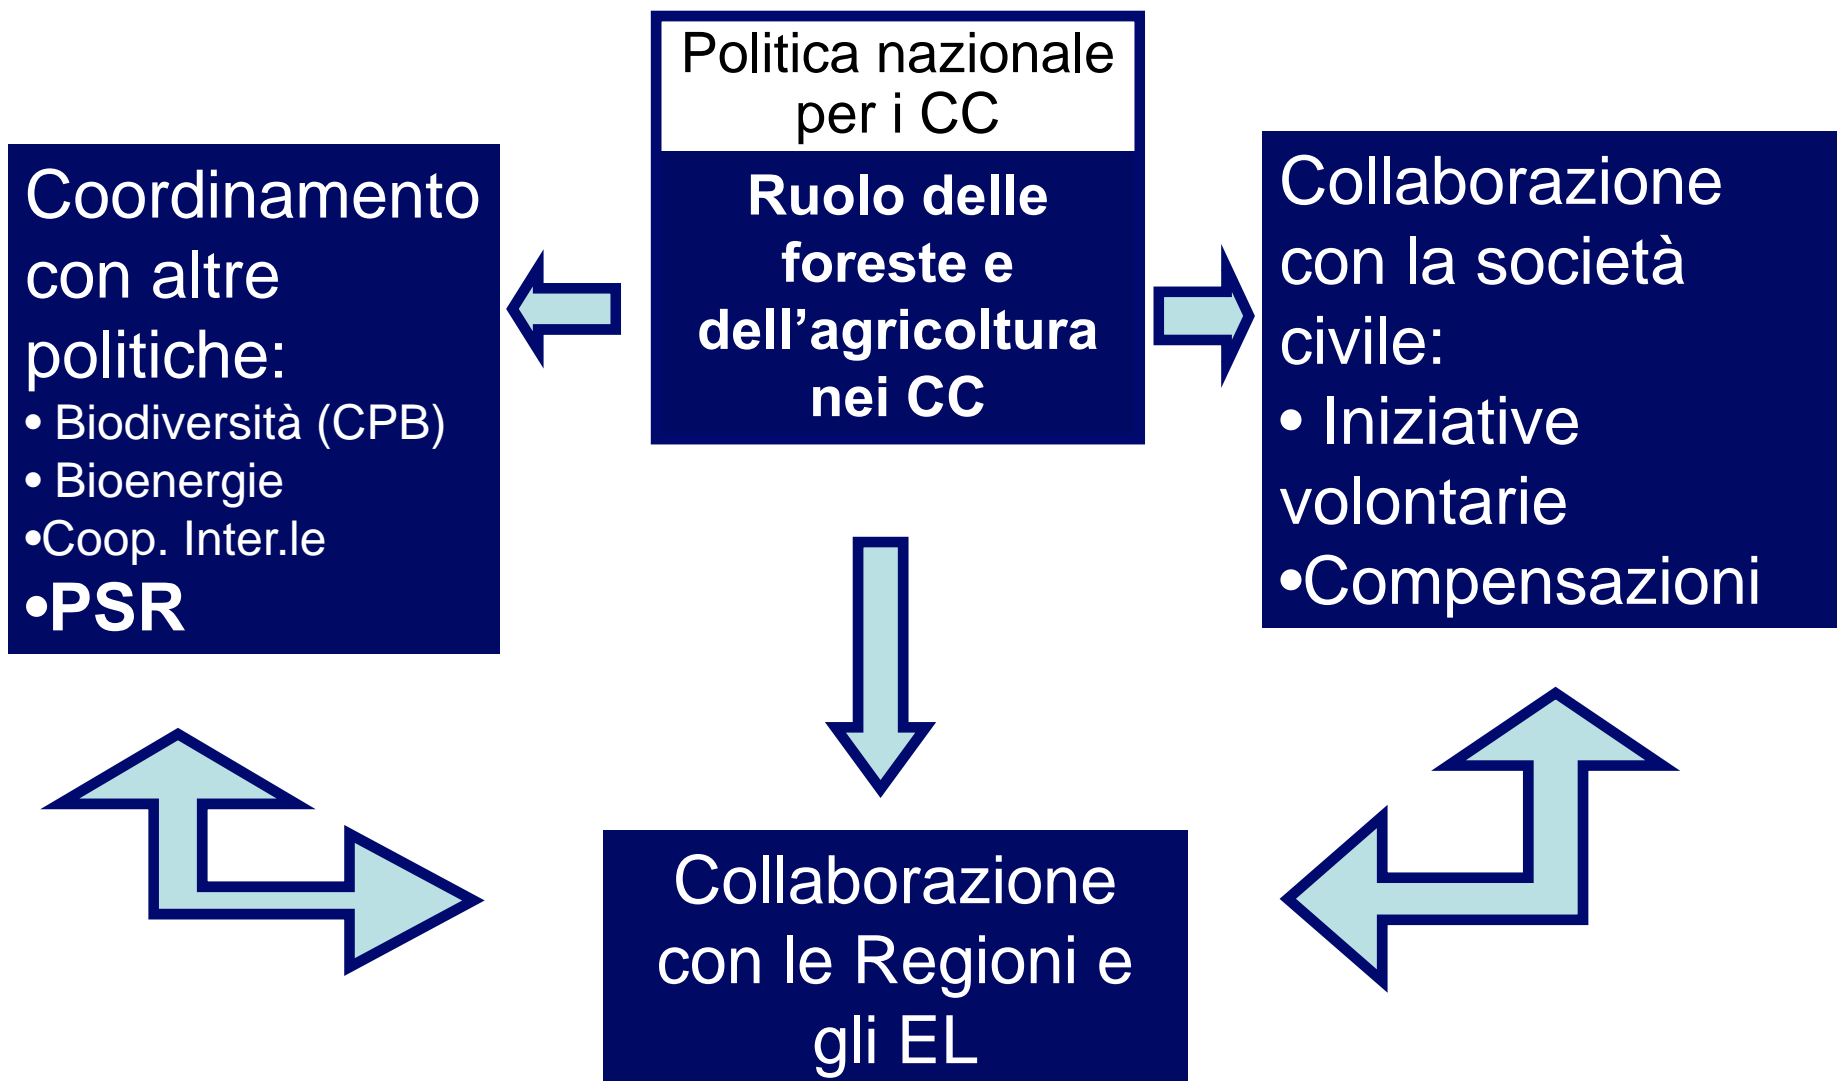 Politica nazionale
per i CC
Ruolo delle
foreste e
dell’agricoltura
nei CC
Coordinamento
con altre
politiche:
• Biodiversità (CPB)
• Bioenergie
•Coop. Inter.le
•PSR
Collaborazione
con la società
civile:
• Iniziative
volontarie
•Compensazioni
Collaborazione
con le Regioni e
gli EL